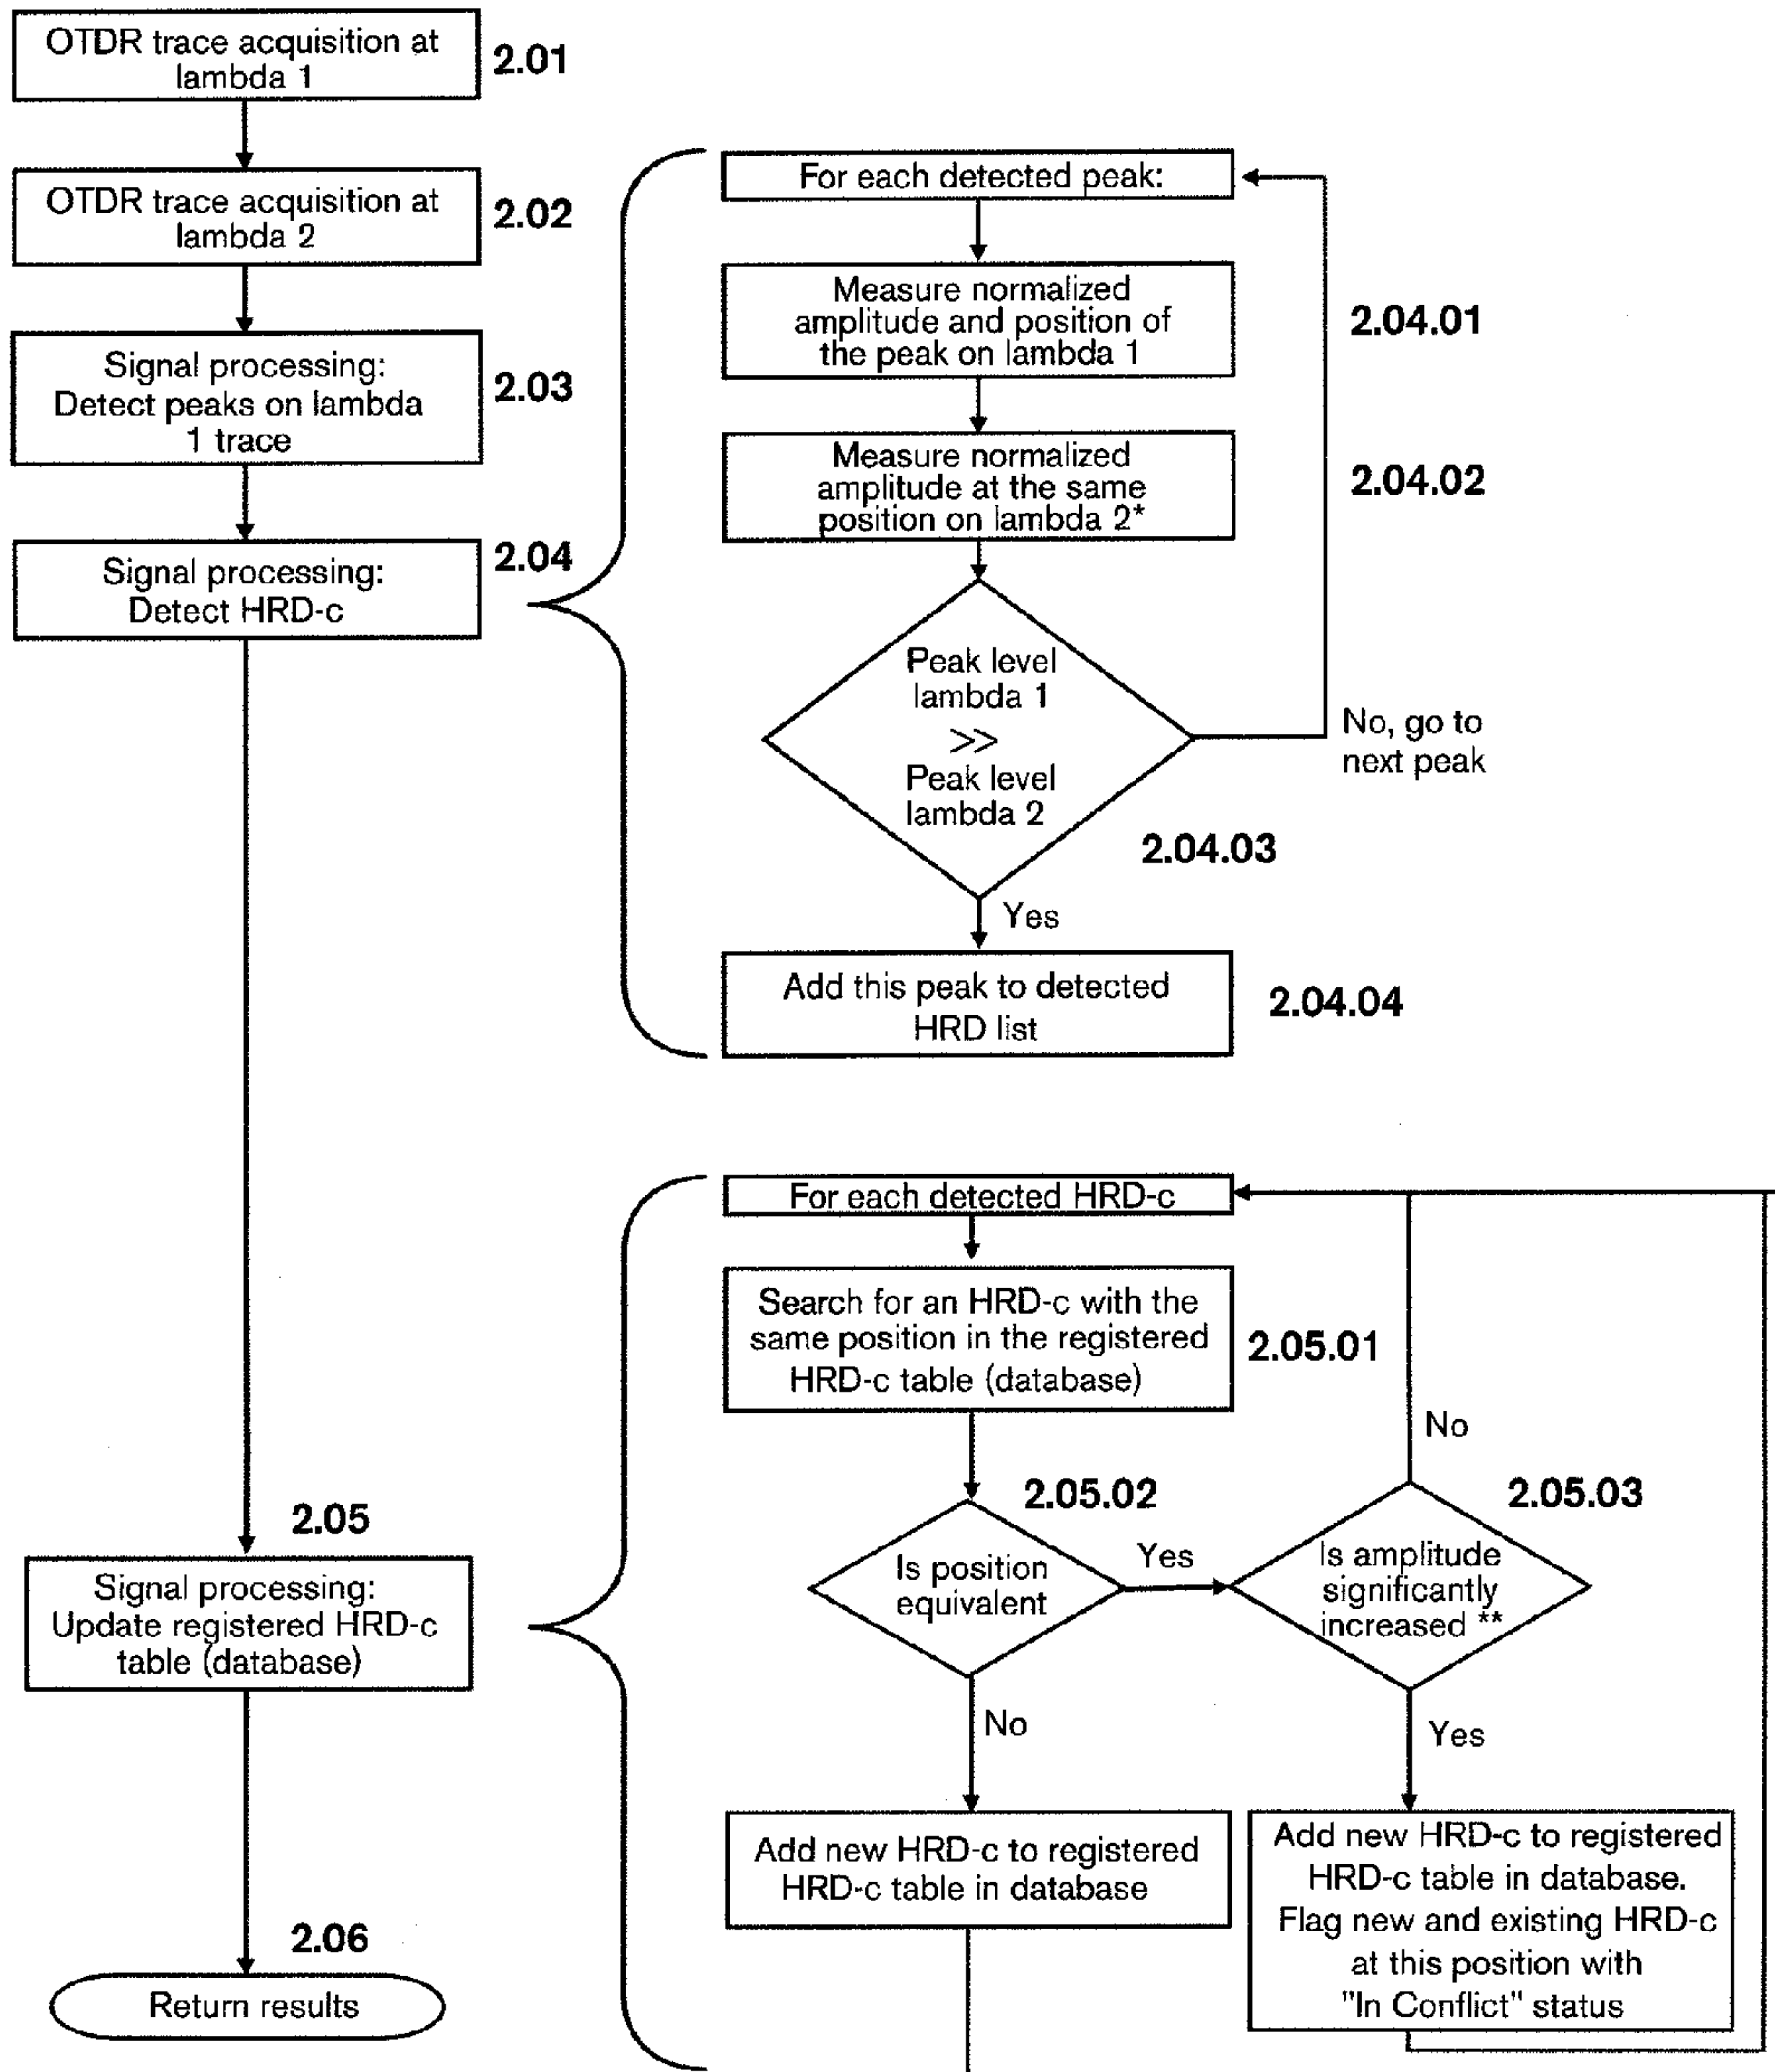 OTDR trace acquisition at
lambda 1
2.01
OTDR trace acquisition at
lambda 2
2.02
Signal processing:
Detect peaks on lambda
1 trace
2.03
Signal processing:
Detect HRD-c
2.04
For each detected peak:
Measure normalized
amplitude and position of
the peak on lambda 1
2.04.01
Measure normalized
amplitude at the same
position on lambda 2*
2.04.02
Peak level
lambda 1
>>
Peak level
lambda 2
2.04.03
No, go to
next peak
Yes
Add this peak to detected
HRD list
2.04.04
2.05
Signal processing:
Update registered HRD-c
table (database)
For each detected HRD-c
Search for an HRD-c with the
same position in the registered
HRD-c table (database)
2.05.01
2.05.02
Is position
equivalent
Yes
No
2.05.03
Is amplitude
significantly
increased **
No
Yes
Add new HRD-c to registered
HRD-c table in database
Add new HRD-c to registered
HRD-c table in database.
Flag new and existing HRD-c
at this position with
"In Conflict" status
2.06
Return results